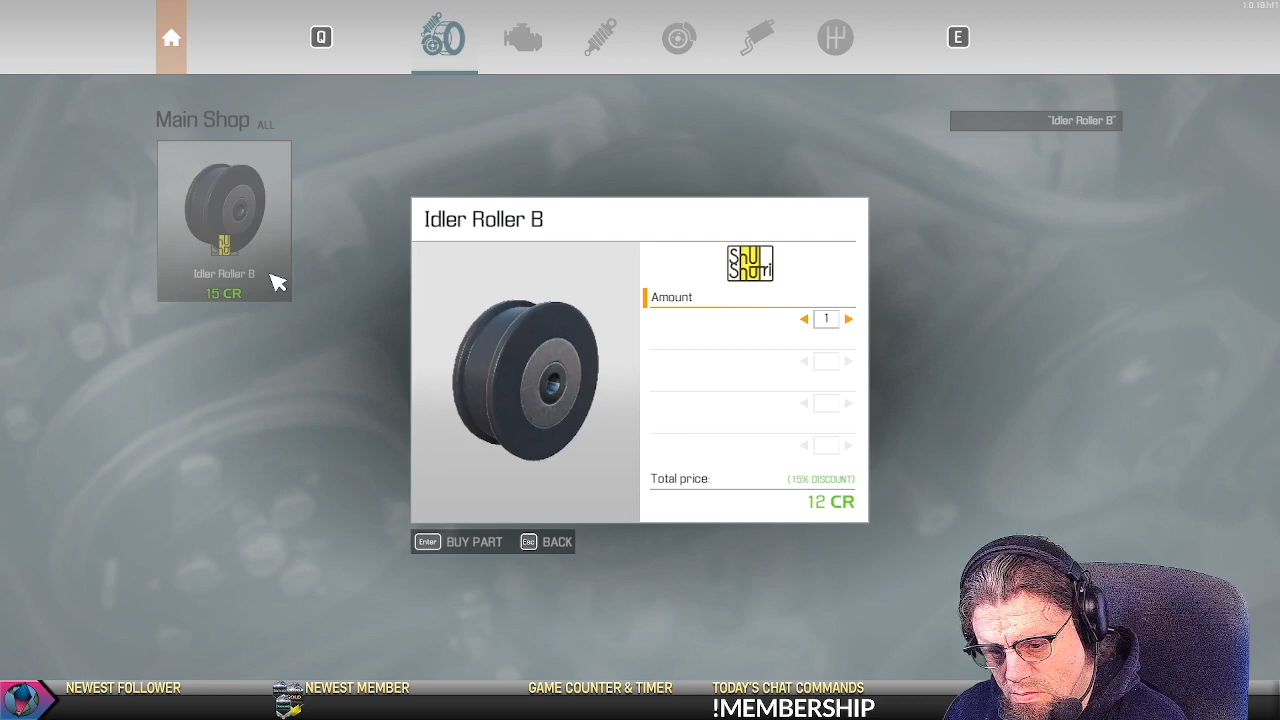 1.0.19.hf1
Q
E
Main Shop ALL
"Idler Roller B"
Idler Roller B
15 CR
Idler Roller B
Shu
Shutri
Amount
1
Total price:
(15% DISCOUNT)
12 CR
Enter BUY PART Esc BACK
NEWEST FOLLOWER
NEWEST MEMBER
GAME COUNTER & TIMER
TODAY'S CHAT COMMANDS
!MEMBERSHIP